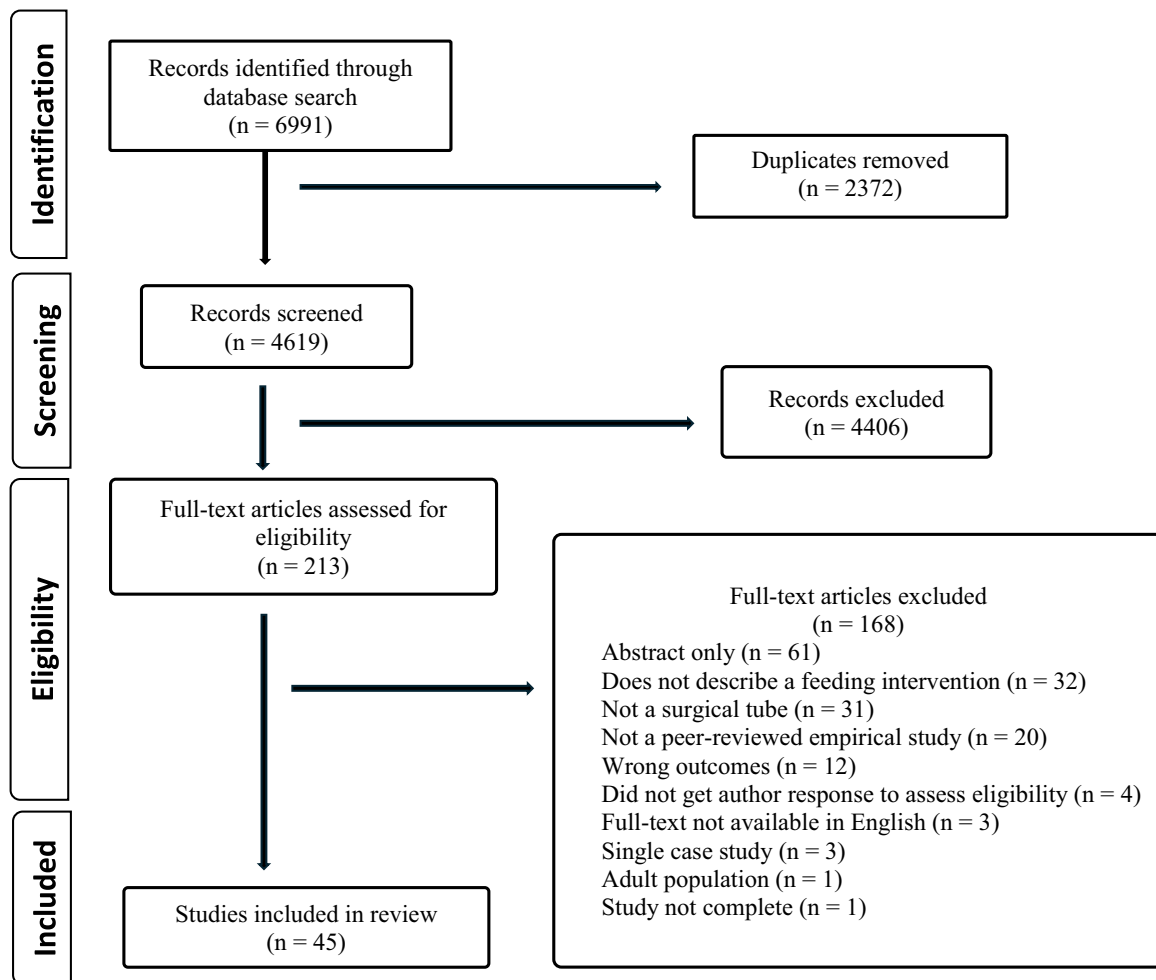 Identification
Records identified through
database search
(n = 6991)
Duplicates removed
(n = 2372)
Screening
Records screened
(n = 4619)
Records excluded
(n = 4406)
Eligibility
Full-text articles assessed for
eligibility
(n = 213)
Full-text articles excluded
(n = 168)
Abstract only (n = 61)
Does not describe a feeding intervention (n = 32)
Not a surgical tube (n = 31)
Not a peer-reviewed empirical study (n = 20)
Wrong outcomes (n = 12)
Did not get author response to assess eligibility (n = 4)
Full-text not available in English (n = 3)
Single case study (n = 3)
Adult population (n = 1)
Study not complete (n = 1)
Included
Studies included in review
(n = 45)